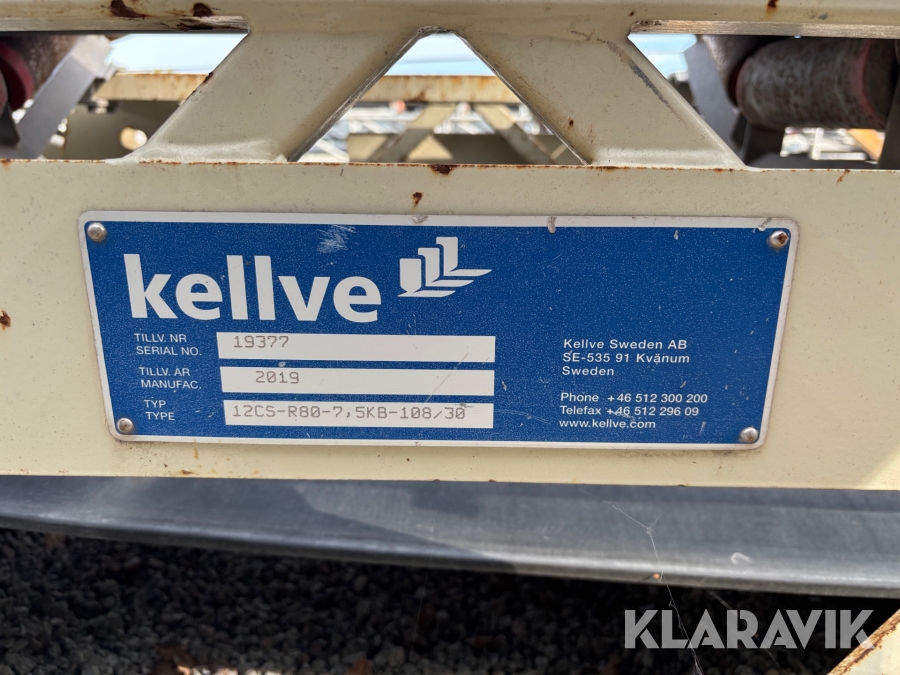 kellve
TILLV. NR
SERIAL NO.
19377
TILLV. ÅR
MANUFAC.
2019
TYP
TYPE
12CS-R80-7,5KB-108/30
Kellve Sweden AB
SE-535 91 Kvänum
Sweden
Phone +46 512 300 200
Telefax +46 512 296 09
www.kellve.com
KLARAVIK